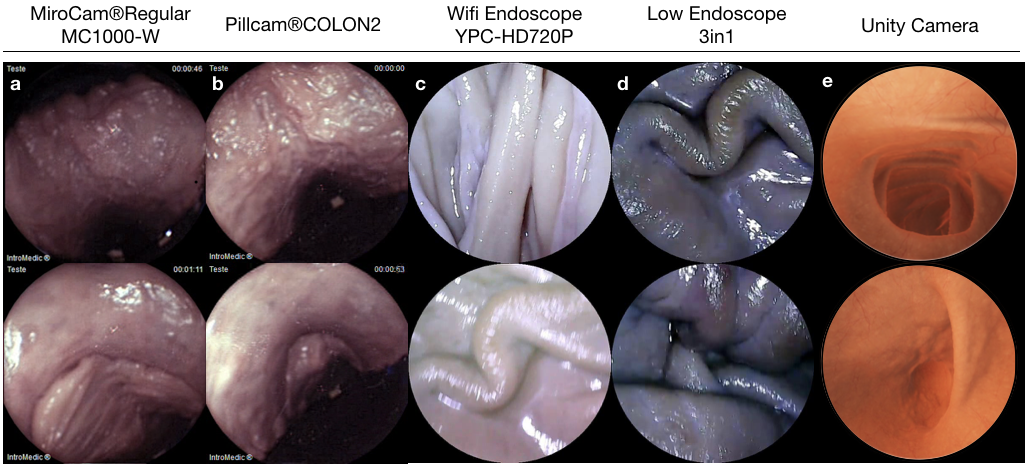 MiroCam®Regular
MC1000-W
Pillcam®COLON2
Wifi Endoscope
YPC-HD720P
Low Endoscope
3in1
Unity Camera
a
Teste
00:00:46
IntroMedic ®
b
Teste
00:00:00
IntroMedic ®
c
d
e
Teste
00:01:11
IntroMedic ®
Teste
00:00:53
IntroMedic ®